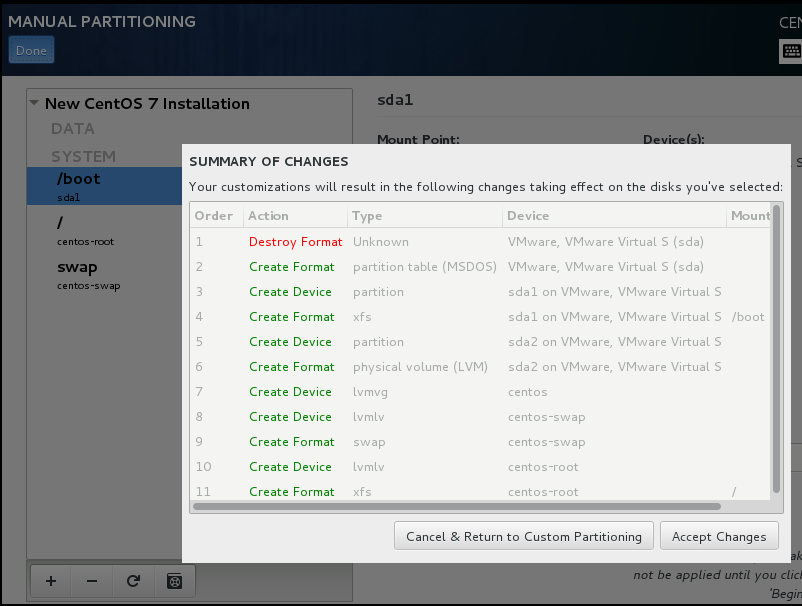 MANUAL PARTITIONING
CEN
Done
New CentOS 7 Installation
DATA
SYSTEM
/boot
sda1
/
centos-root
swap
centos-swap
sda1
Mount Point:
Device(s):
SUMMARY OF CHANGES
Your customizations will result in the following changes taking effect on the disks you've selected:
Order Action Type Device Mount
1 Destroy Format Unknown VMware, VMware Virtual S (sda)
2 Create Format partition table (MSDOS) VMware, VMware Virtual S (sda)
3 Create Device partition sda1 on VMware, VMware Virtual S
4 Create Format xfs sda1 on VMware, VMware Virtual S /boot
5 Create Device partition sda2 on VMware, VMware Virtual S
6 Create Format physical volume (LVM) sda2 on VMware, VMware Virtual S
7 Create Device lvmvg centos
8 Create Device lvmlv centos-swap
9 Create Format swap centos-swap
10 Create Device lvmlv centos-root
11 Create Format xfs centos-root /
Cancel & Return to Custom Partitioning
Accept Changes
not be applied until you click
'Begin